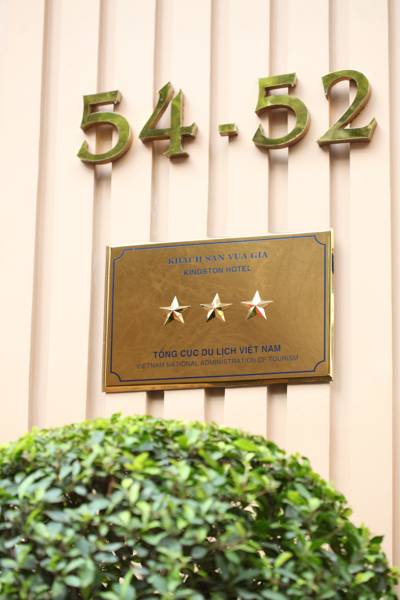 54-52
KHÁCH SẠN VUA GIA
KINGSTON HOTEL
TỔNG CỤC DU LỊCH VIỆT NAM
VIETNAM NATIONAL ADMINISTRATION OF TOURISM